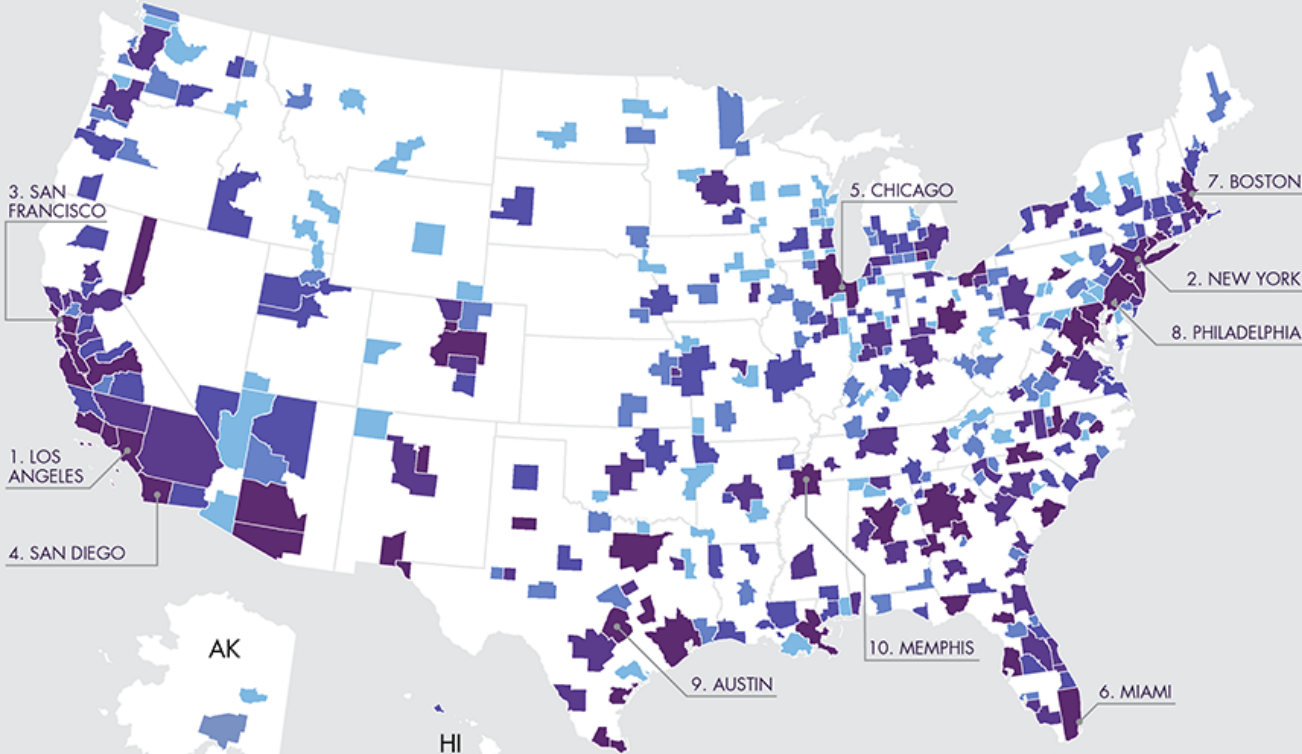 3. SAN
FRANCISCO
5. CHICAGO
7. BOSTON
2. NEW YORK
8. PHILADELPHIA
1. LOS
ANGELES
4. SAN DIEGO
AK
10. MEMPHIS
9. AUSTIN
6. MIAMI
HI